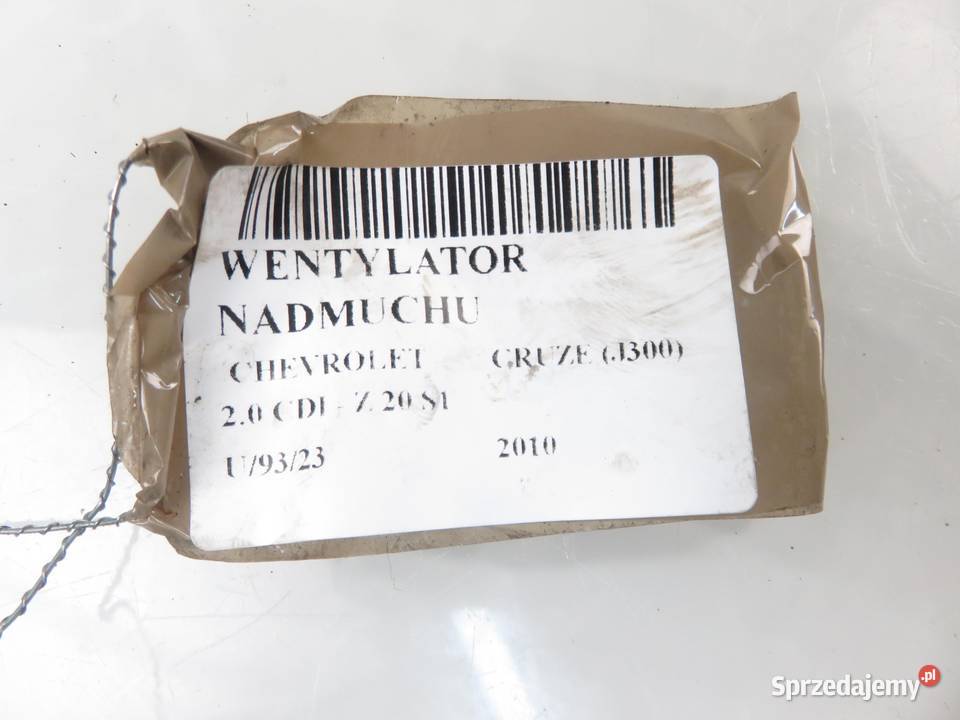 WENTYLATOR
NADMUCHU
CHEVROLET CRUZE (J300)
2.0 CDI - Z 20 S1
U/93/23 2010
Sprzedajemy.pl